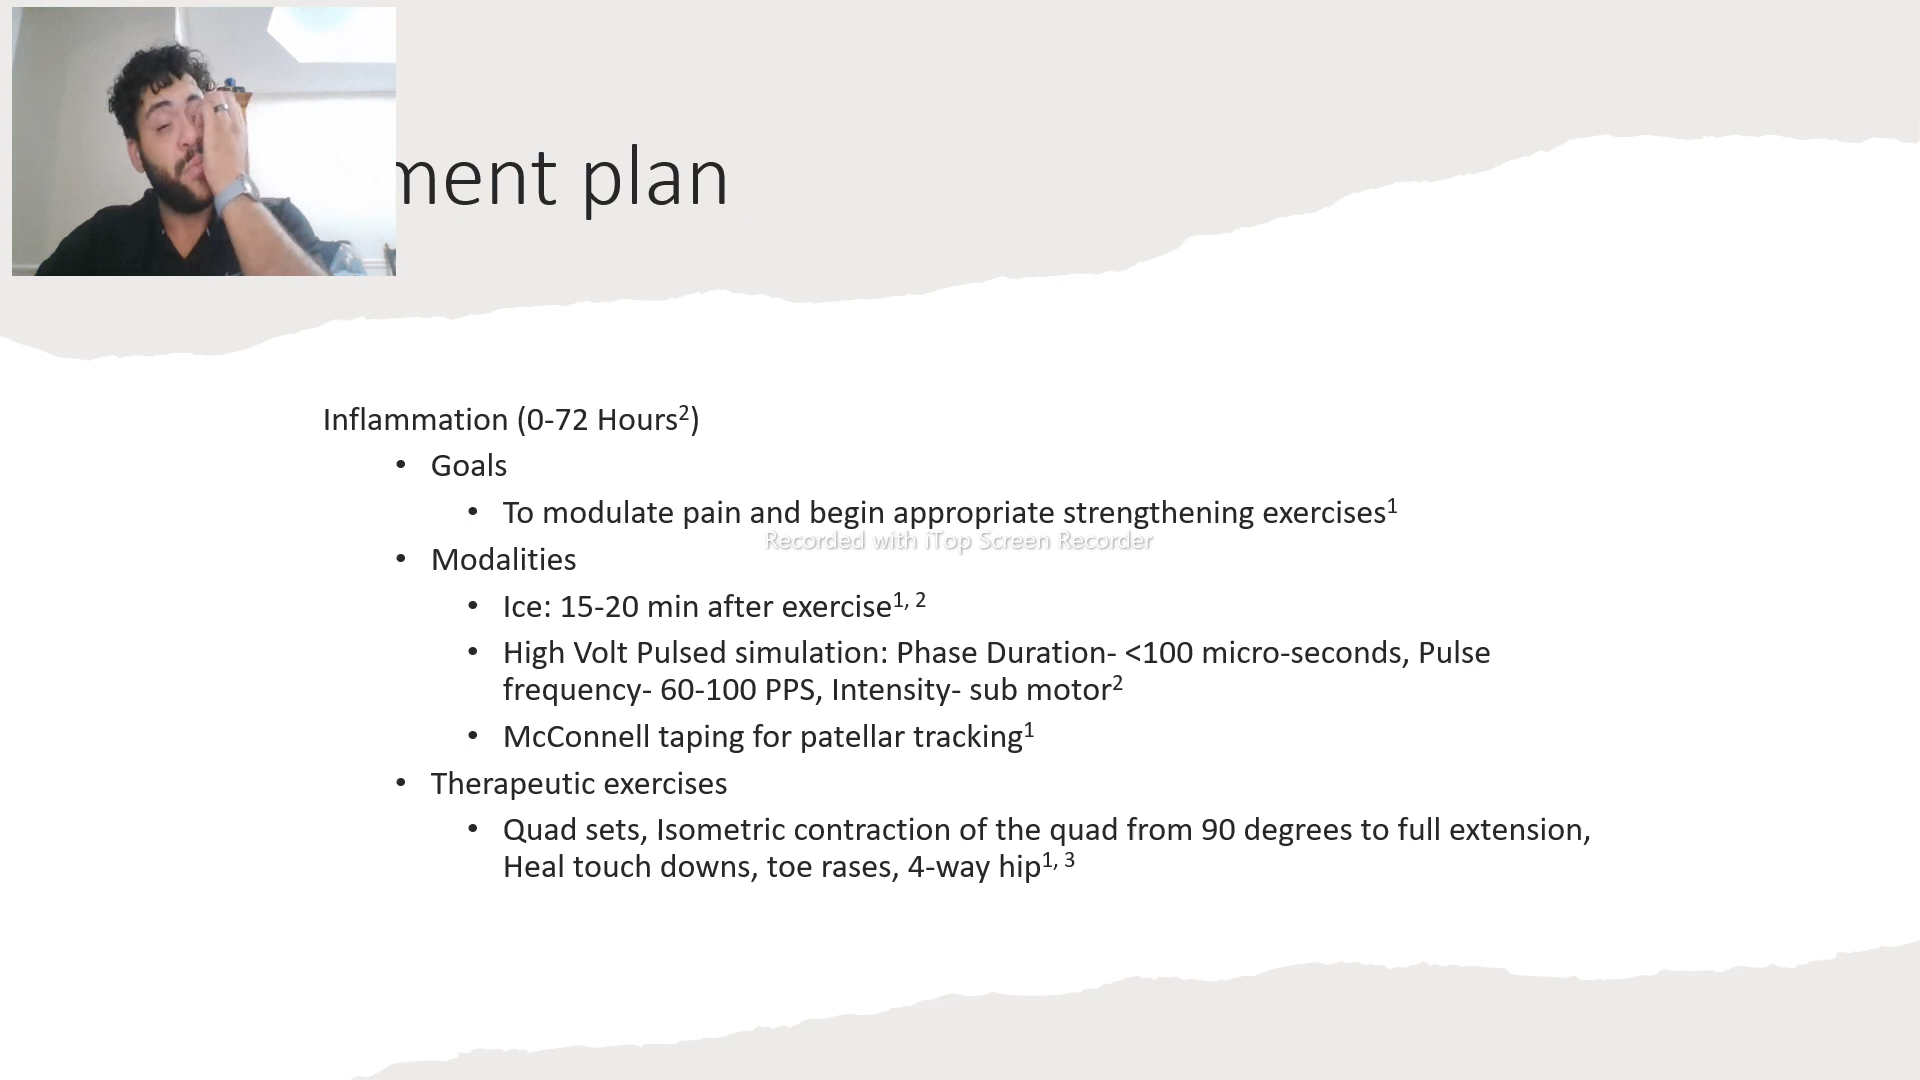 ment plan
Inflammation (0-72 Hours²)
• Goals
• To modulate pain and begin appropriate strengthening exercises¹
Recorded with iTop Screen Recorder
• Modalities
• Ice: 15-20 min after exercise¹, ²
• High Volt Pulsed simulation: Phase Duration- <100 micro-seconds, Pulse
frequency- 60-100 PPS, Intensity- sub motor²
• McConnell taping for patellar tracking¹
• Therapeutic exercises
• Quad sets, Isometric contraction of the quad from 90 degrees to full extension,
Heal touch downs, toe rases, 4-way hip¹, ³